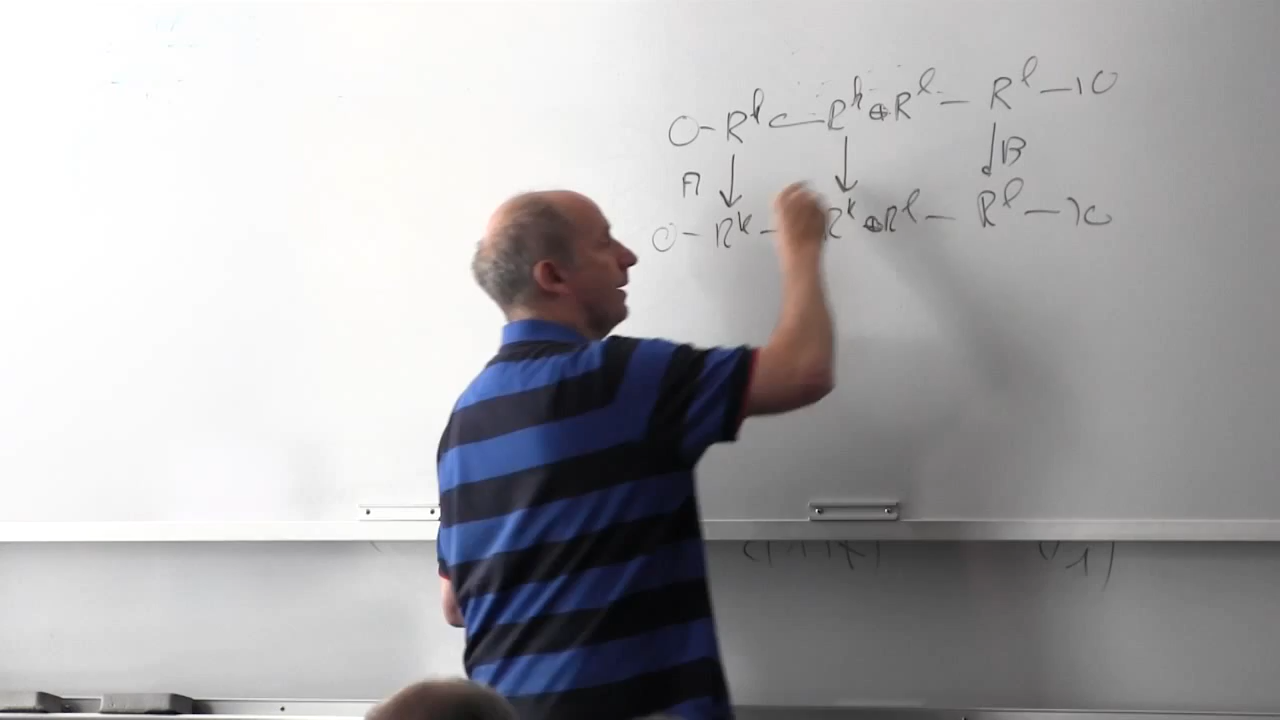 0 - R^k ⊂— R^k ⊕ R^l — R^l —> 0
A ↓ ↓ ↓ B
0 - R^k - R^k ⊕ R^l — R^l —> 0